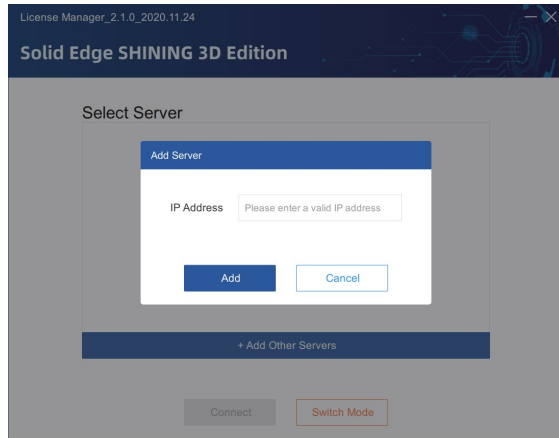 License Manager_2.1.0_2020.11.24
Solid Edge SHINING 3D Edition
Select Server
Add Server
IP Address Please enter a valid IP address
Add Cancel
+ Add Other Servers
Connect Switch Mode